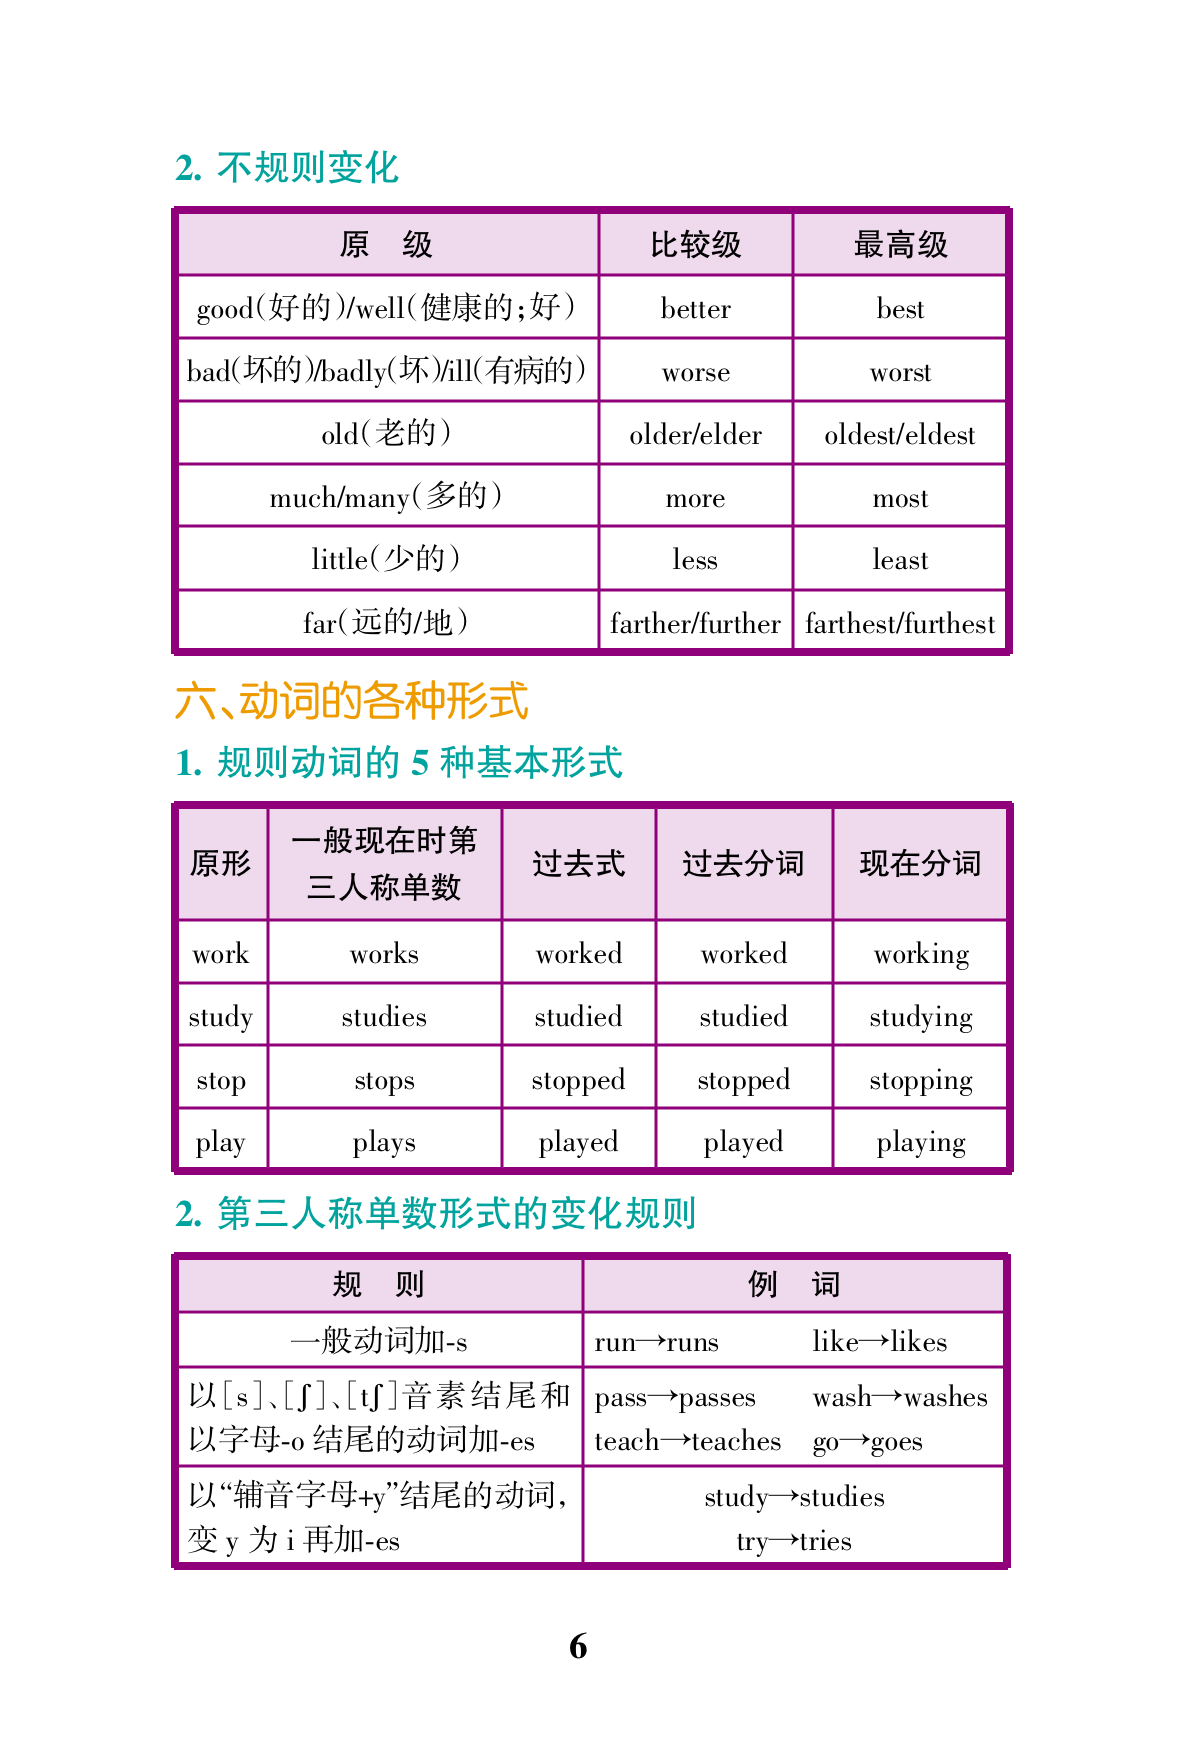 2. 不规则变化
原 级 比较级 最高级
good(好的)/well(健康的;好) better best
bad(坏的)/badly(坏)/ill(有病的) worse worst
old(老的) older/elder oldest/eldest
much/many(多的) more most
little(少的) less least
far(远的/地) farther/further farthest/furthest
六、动词的各种形式
1. 规则动词的 5 种基本形式
原形 一般现在时第 过去式 过去分词 现在分词
三人称单数
work works worked worked working
study studies studied studied studying
stop stops stopped stopped stopping
play plays played played playing
2. 第三人称单数形式的变化规则
规 则 例 词
一般动词加-s run→runs like→likes
以[s]、[ʃ]、[tʃ]音素结尾和 pass→passes wash→washes
以字母-o 结尾的动词加-es teach→teaches go→goes
以“辅音字母+y”结尾的动词, study→studies
变 y 为 i 再加-es try→tries
6